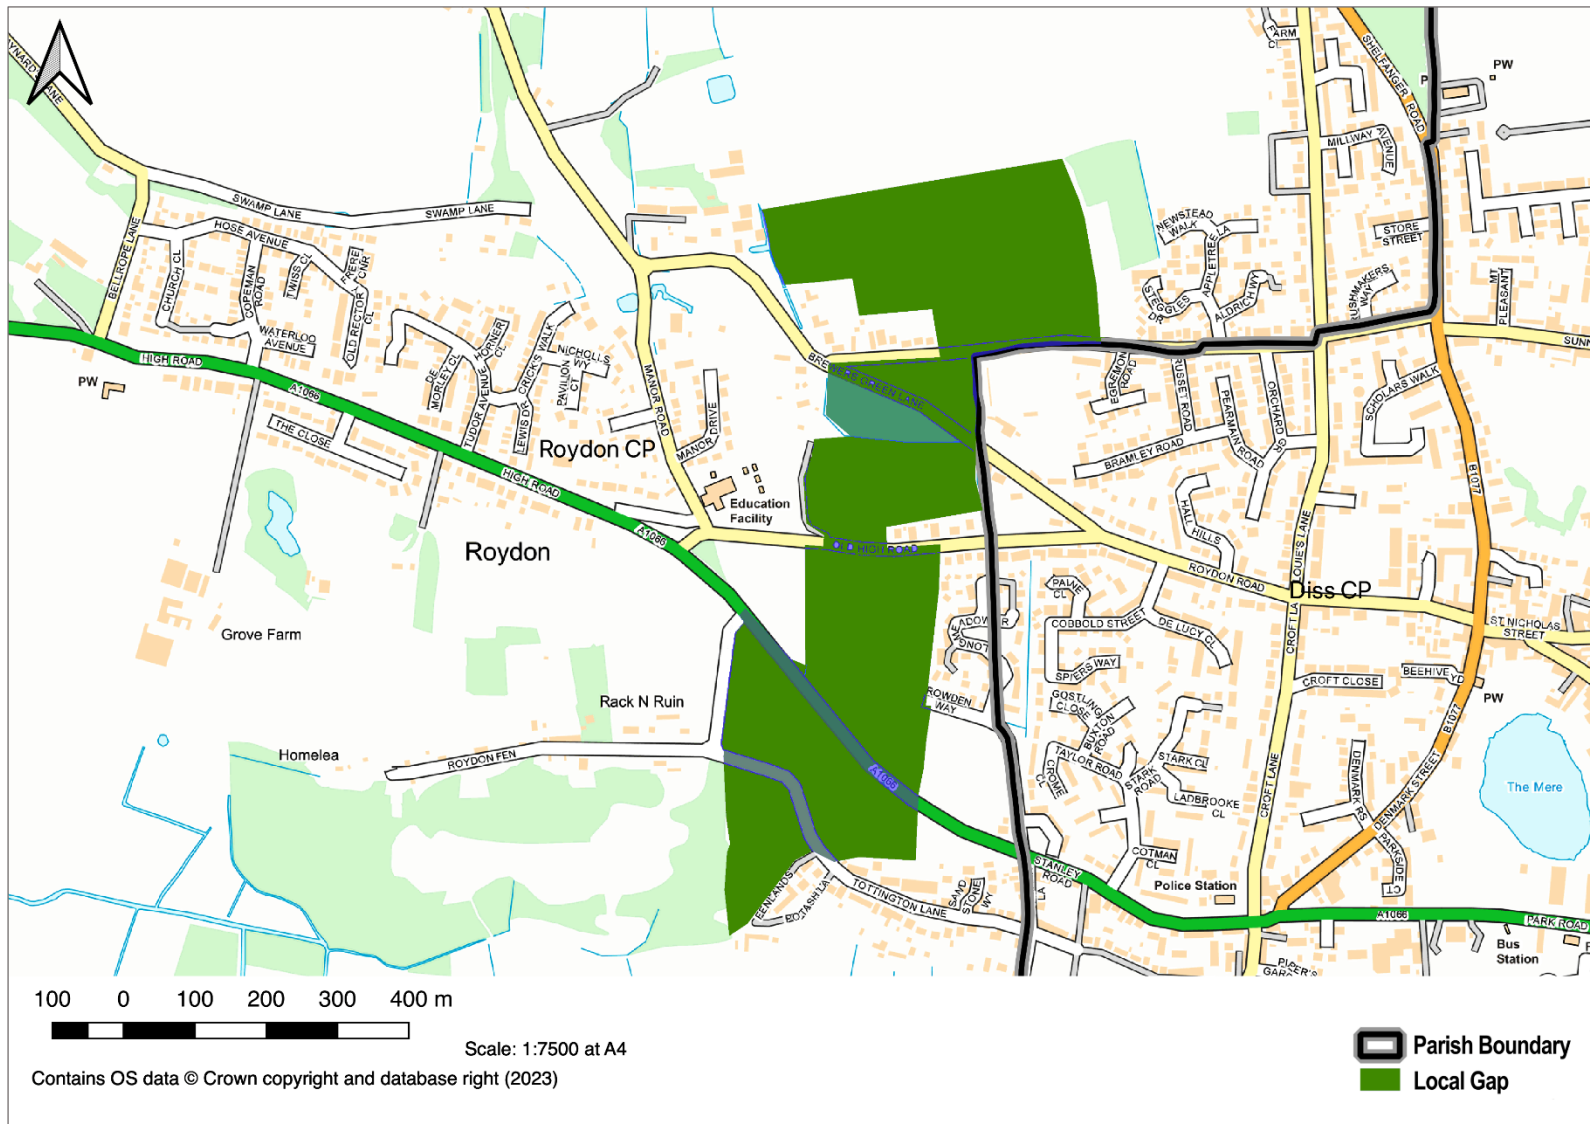 FARM
CL
SHELFANGER ROAD
PW
MILLWAY
AVENUE
SWAMP LANE
SWAMP LANE
BELLROPE LANE
HOSE AVENUE
CHURCH CL
COPEMAN
ROAD
TWISS CL
FRERE
CNR
OLD RECTORY
CL
WATERLOO
AVENUE
NEWSTEAD
WALK
APPLETREE LA
STORE
STREET
STEGGLES
DR
ALDRICH WY
RUSHMAKERS
WAY
MT
PLEASANT
HIGH ROAD
A1066
PW
DE
MORLEY CL
HORNER
CL
TUDOR AVENUE
CRICK'S WALK
LEWIS DR
NICHOLLS
WY
PAVILION
CT
MANOR ROAD
MANOR DRIVE
BREWERS GREEN LANE
EGREMONT
ROAD
RUSSET ROAD
PEARMAIN
ROAD
ORCHARD
GR
SCHOLARS WALK
BRAMLEY ROAD
THE CLOSE
Roydon CP
HIGH ROAD
Education
Facility
HALL HILLS
LOUIE'S LANE
B1077
A1066
Roydon
OLD HIGH ROAD
ROYDON ROAD
Diss CP
PAWE
CL
COBBOLD STREET
DE LUCY CL
ST NICHOLAS
STREET
Grove Farm
SPIERS WAY
CROFT LA
CROFT CLOSE
BEEHIVE YD
PW
Rack N Ruin
ROWDEN
WAY
GOSTLING
CLOSE
BUXTON
ROAD
B1077
Homelea
ROYDON FEN
TAYLOR ROAD
STARK CL
STARK
ROAD
CROME
CL
LADBROOKE
CL
CROFT LANE
DENMARK STREET
The Mere
A1066
COTMAN
CL
PARKSIDE
CT
STANLEY
ROAD
Police Station
TOTTINGTON LANE
SAND
STONE
WY
LA
A1066
PARK ROAD
Bus
Station
100 0 100 200 300 400 m
Scale: 1:7500 at A4
Contains OS data © Crown copyright and database right (2023)
Parish Boundary
Local Gap